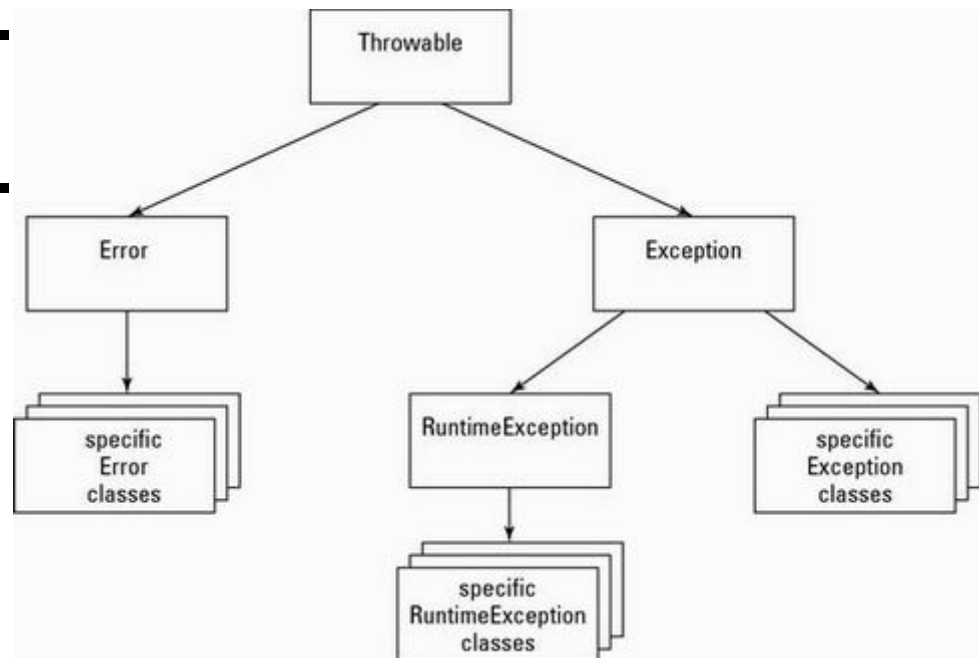 Throwable
Error
Exception
specific
Error
classes
RuntimeException
specific
Exception
classes
specific
RuntimeException
classes